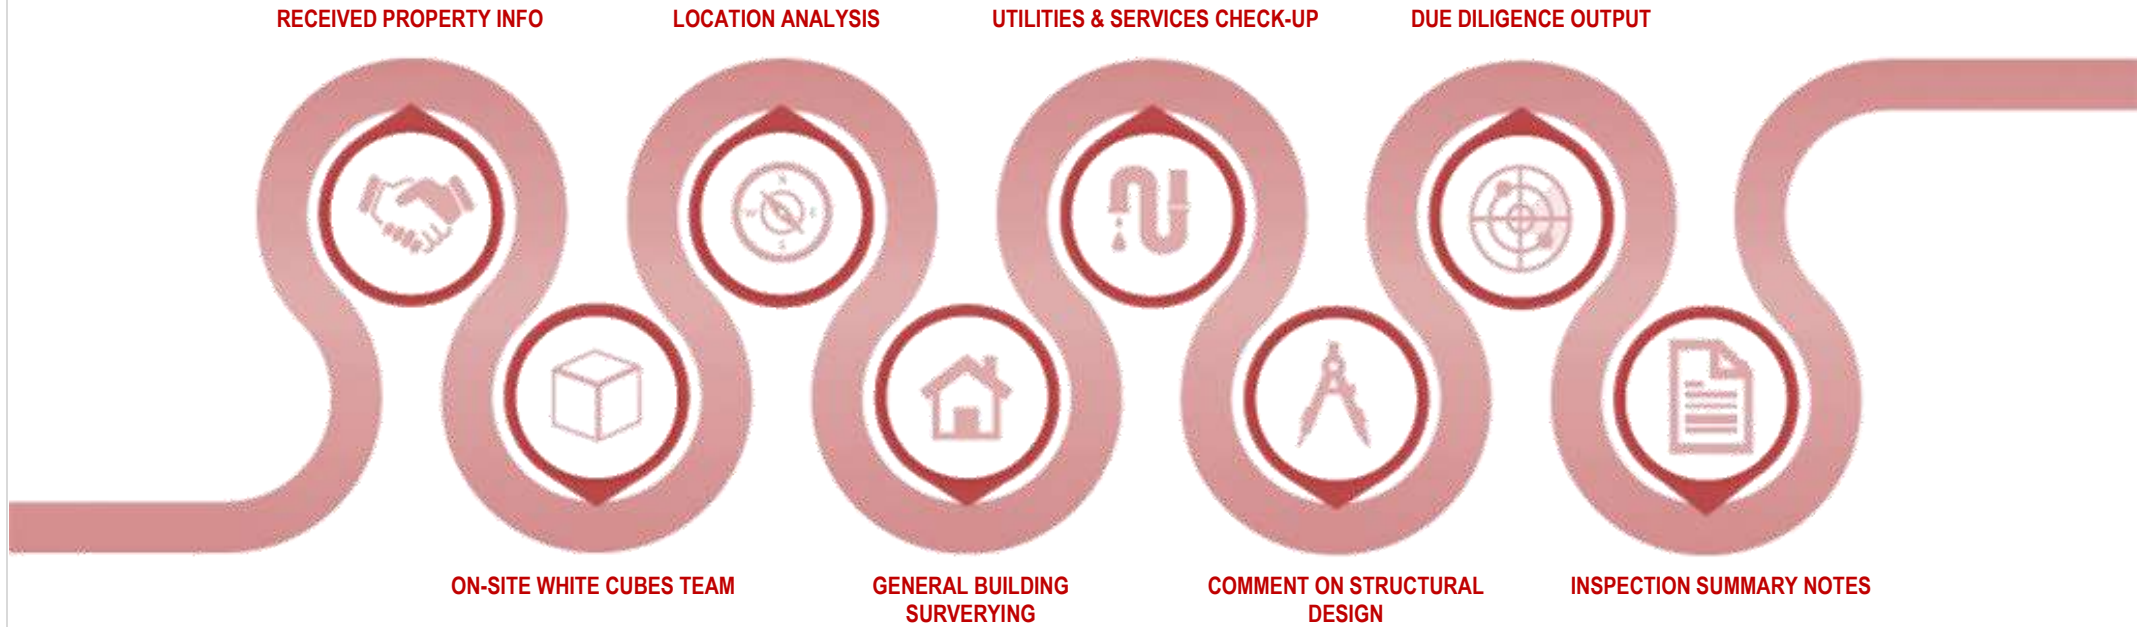 RECEIVED PROPERTY INFO
LOCATION ANALYSIS
UTILITIES & SERVICES CHECK-UP
DUE DILIGENCE OUTPUT
N
W
E
S
ON-SITE WHITE CUBES TEAM
GENERAL BUILDING
SURVERYING
COMMENT ON STRUCTURAL
DESIGN
INSPECTION SUMMARY NOTES